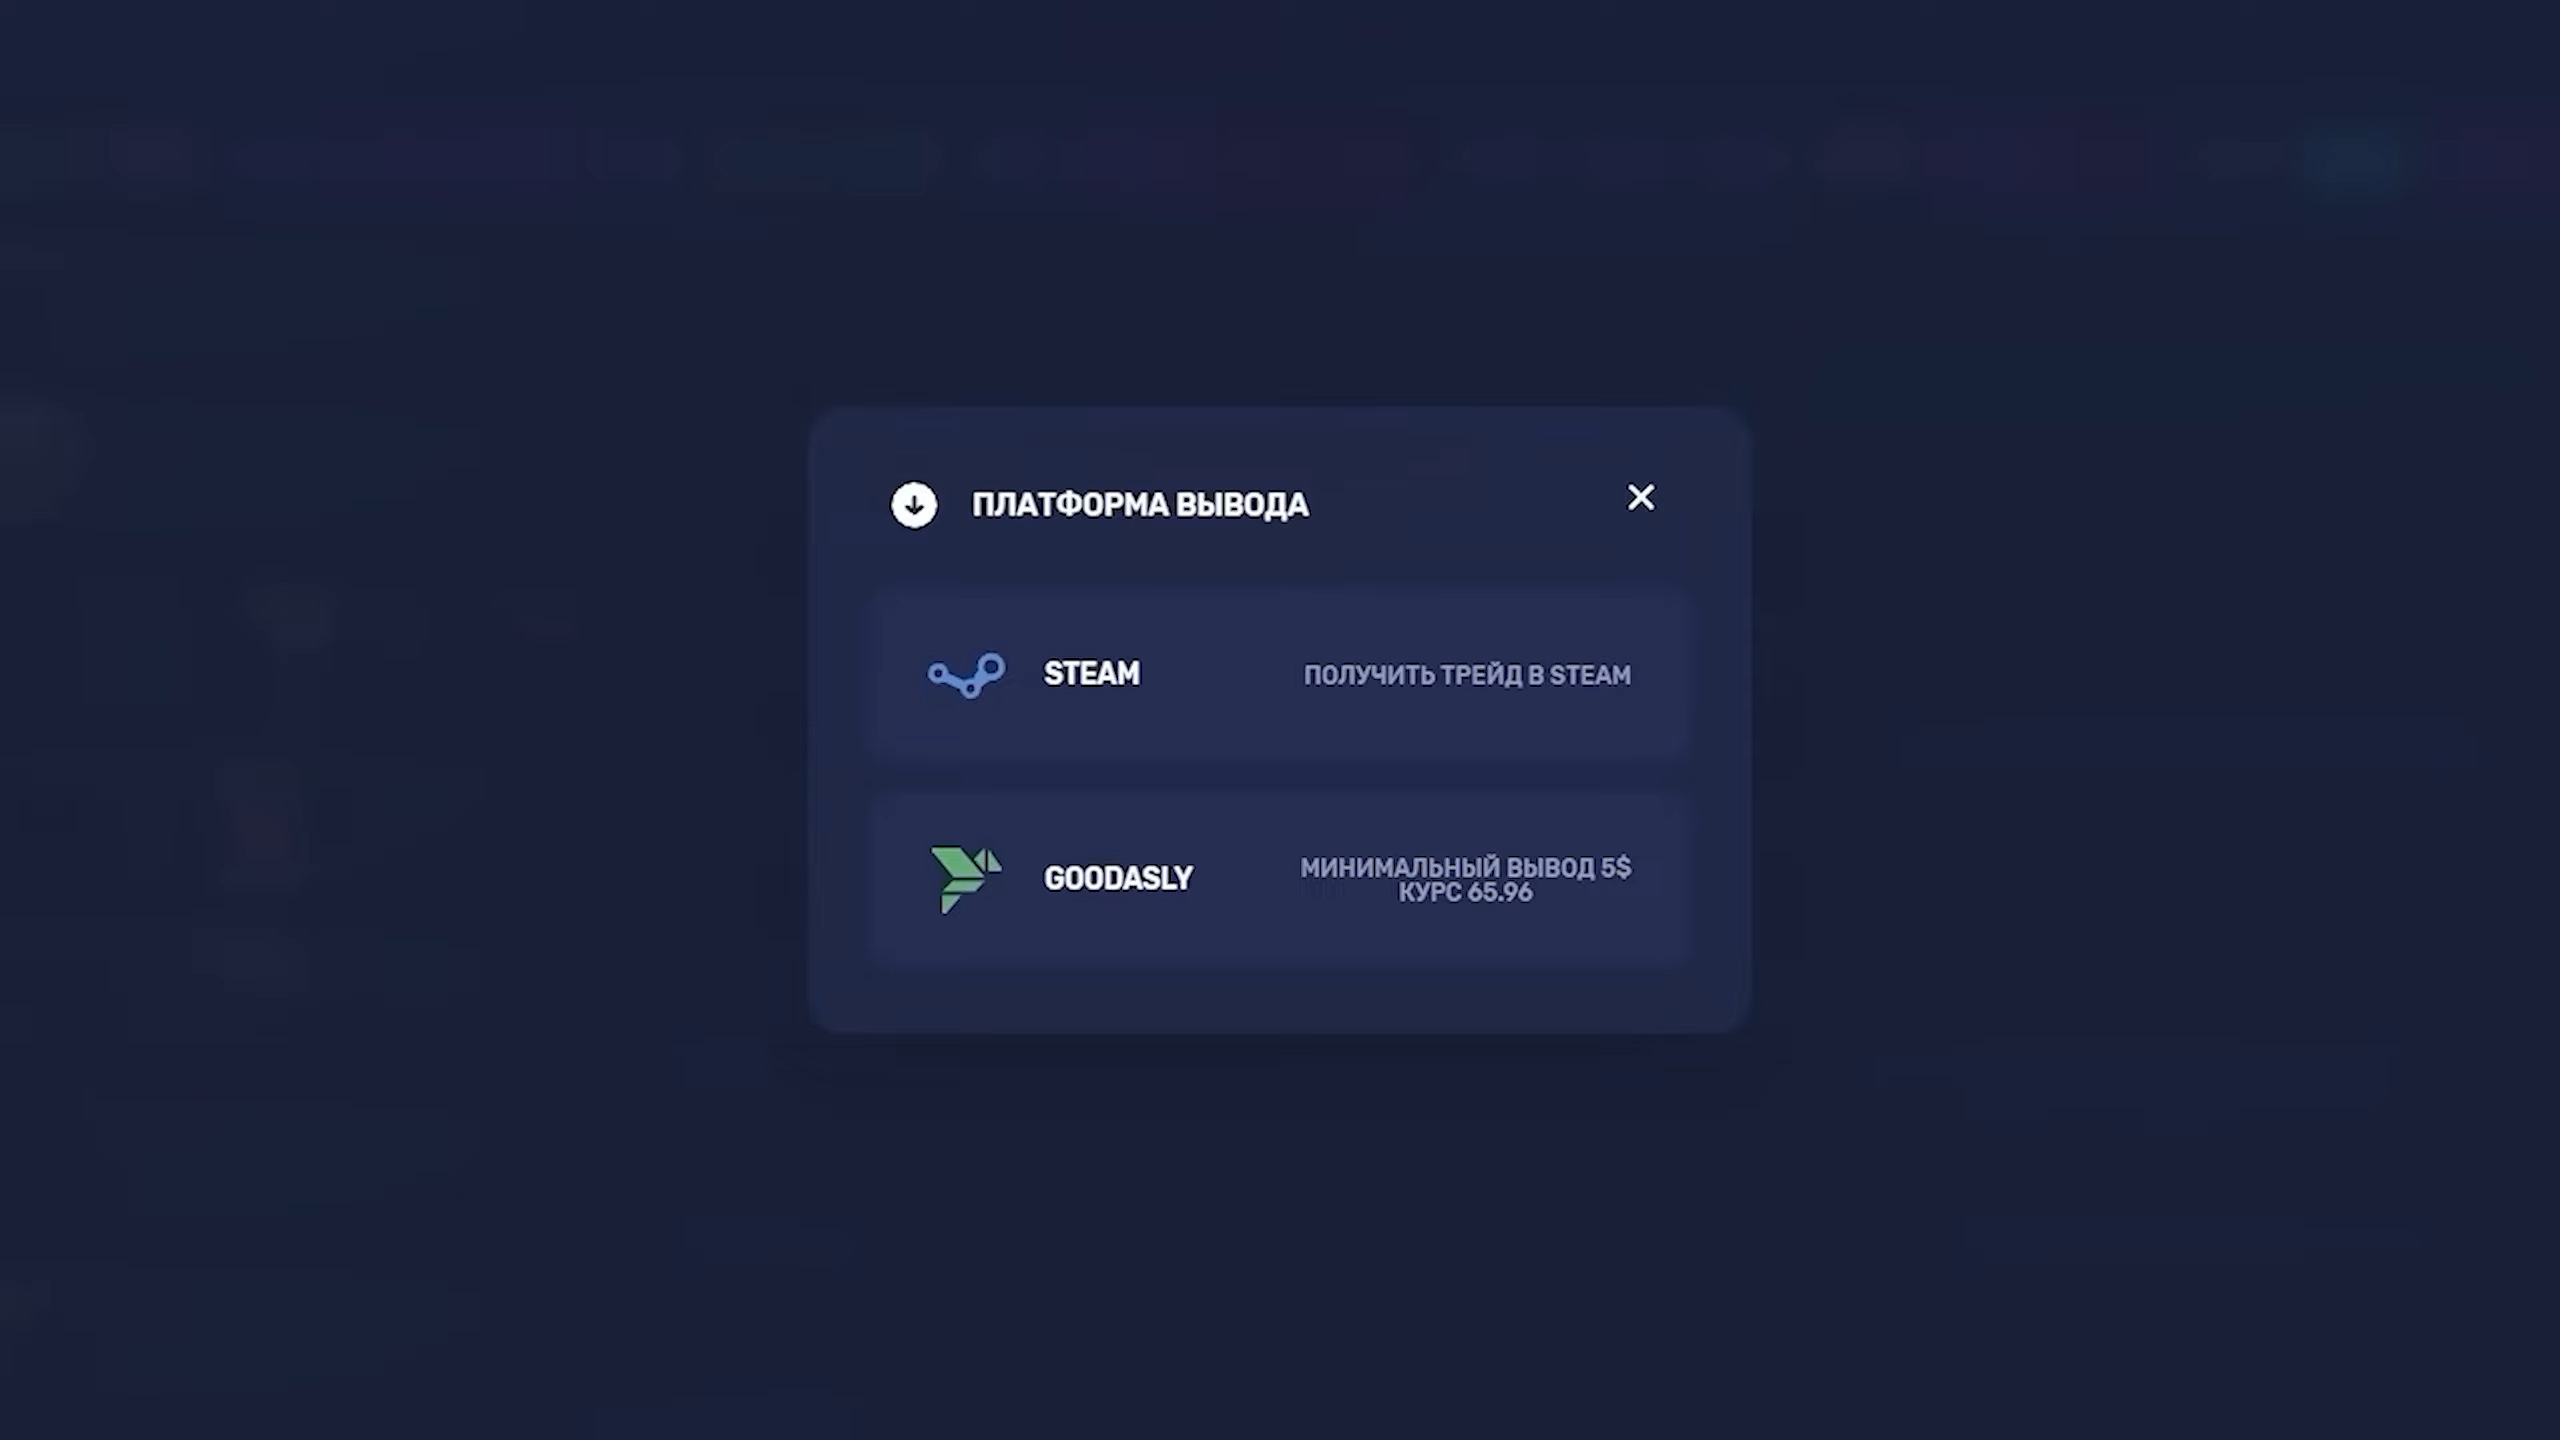 ПЛАТФОРМА ВЫВОДА
STEAM
ПОЛУЧИТЬ ТРЕЙД В STEAM
GOODASLY
МИНИМАЛЬНЫЙ ВЫВОД 5$
КУРС 65.96